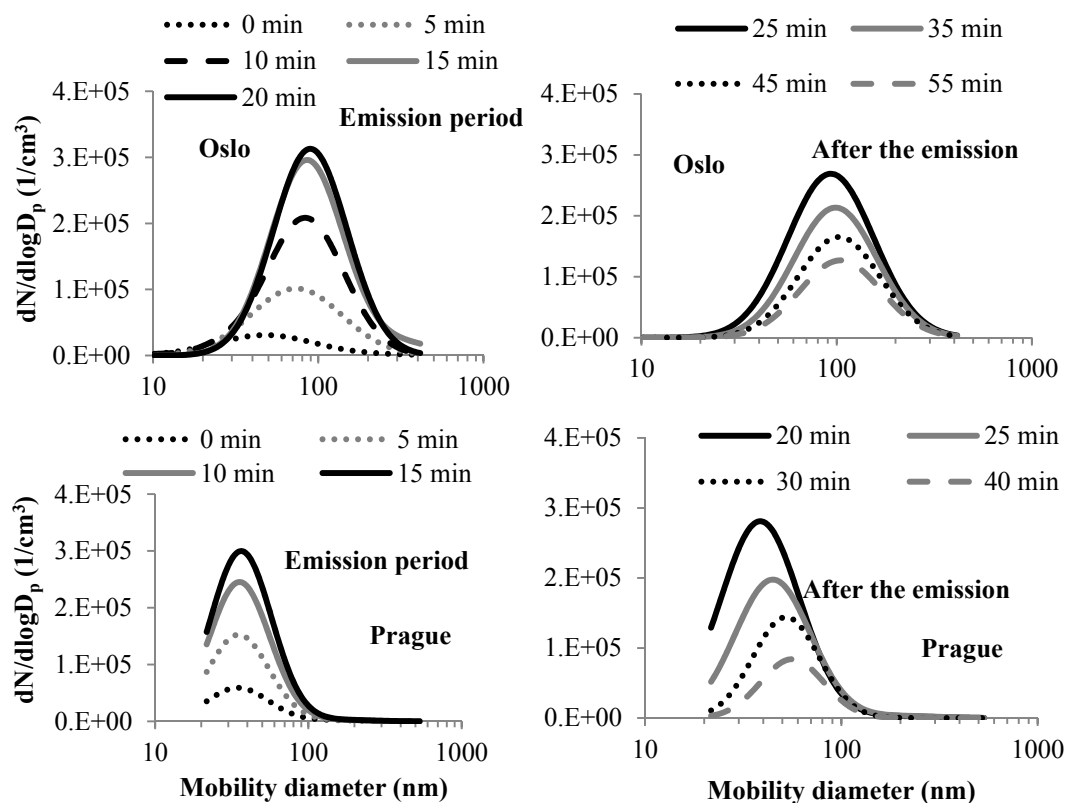 0 min 5 min
10 min 15 min
20 min
4.E+05
3.E+05
2.E+05
1.E+05
0.E+00
dN/dlogDₚ (1/cm³)
Oslo
Emission period
10 100 1000
25 min 35 min
45 min 55 min
4.E+05
3.E+05
2.E+05
1.E+05
0.E+00
Oslo
After the emission
10 100 1000
0 min 5 min
10 min 15 min
4.E+05
3.E+05
2.E+05
1.E+05
0.E+00
dN/dlogDₚ (1/cm³)
Emission period
Prague
10 100 1000
Mobility diameter (nm)
20 min 25 min
30 min 40 min
4.E+05
3.E+05
2.E+05
1.E+05
0.E+00
After the emission
Prague
10 100 1000
Mobility diameter (nm)